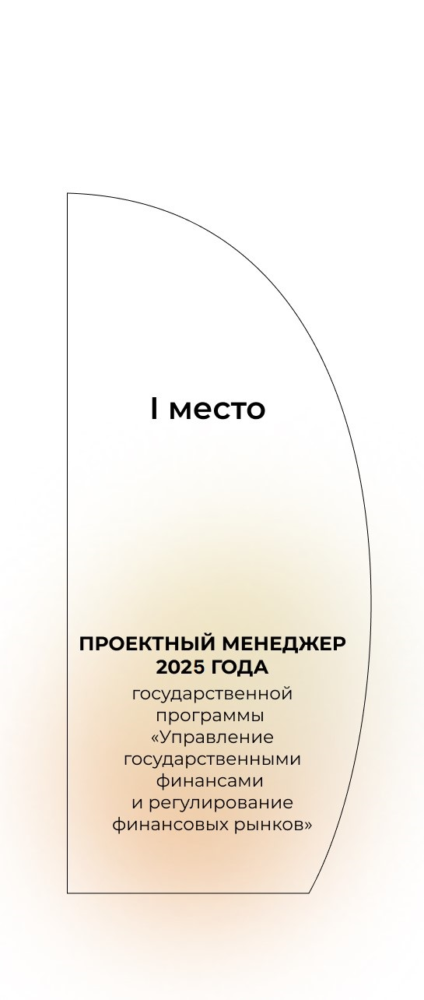 I место
ПРОЕКТНЫЙ МЕНЕДЖЕР
2025 ГОДА
государственной
программы
«Управление
государственными
финансами
и регулирование
финансовых рынков»